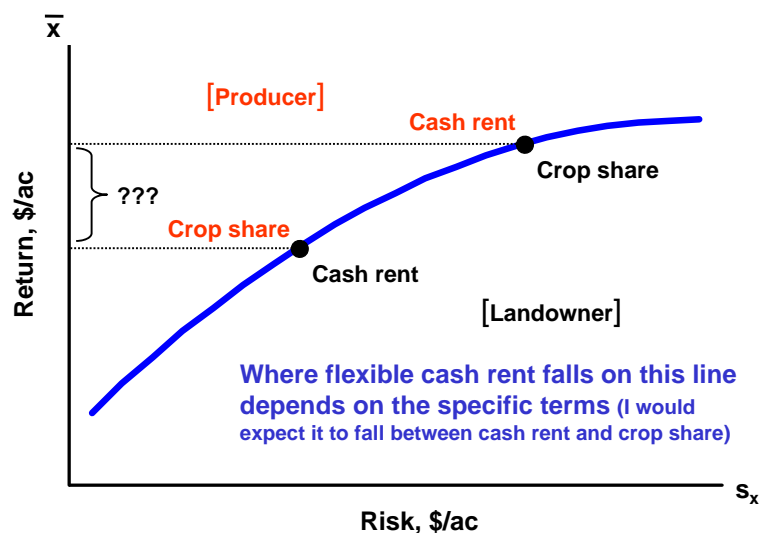 x̅
[Producer]
Cash rent
Crop share
???
Crop share
Cash rent
Return, $/ac
[Landowner]
Where flexible cash rent falls on this line
depends on the specific terms (I would
expect it to fall between cash rent and crop share)
sₓ
Risk, $/ac